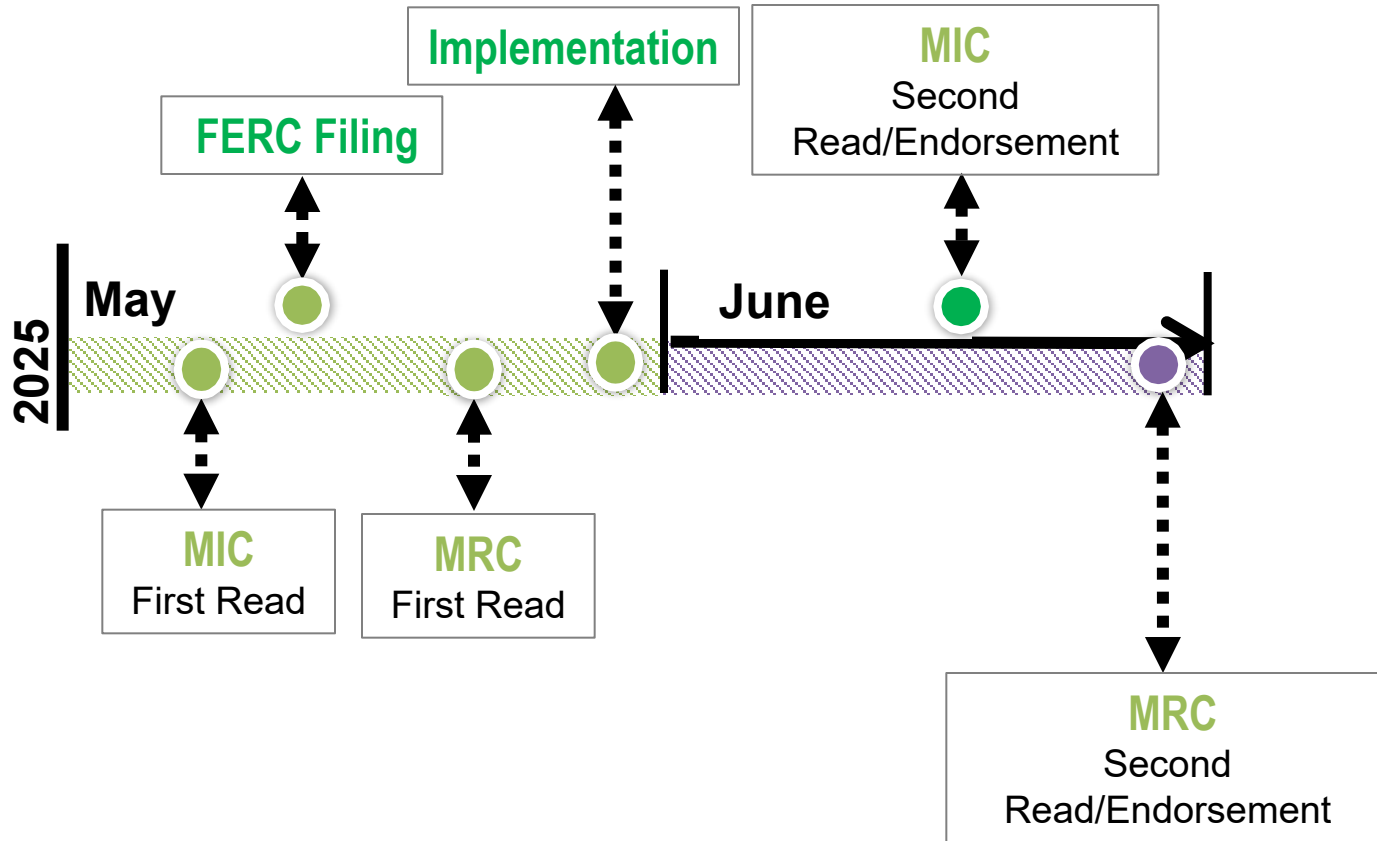 Implementation
MIC
Second
Read/Endorsement
FERC Filing
2025
May
June
MIC
First Read
MRC
First Read
MRC
Second
Read/Endorsement